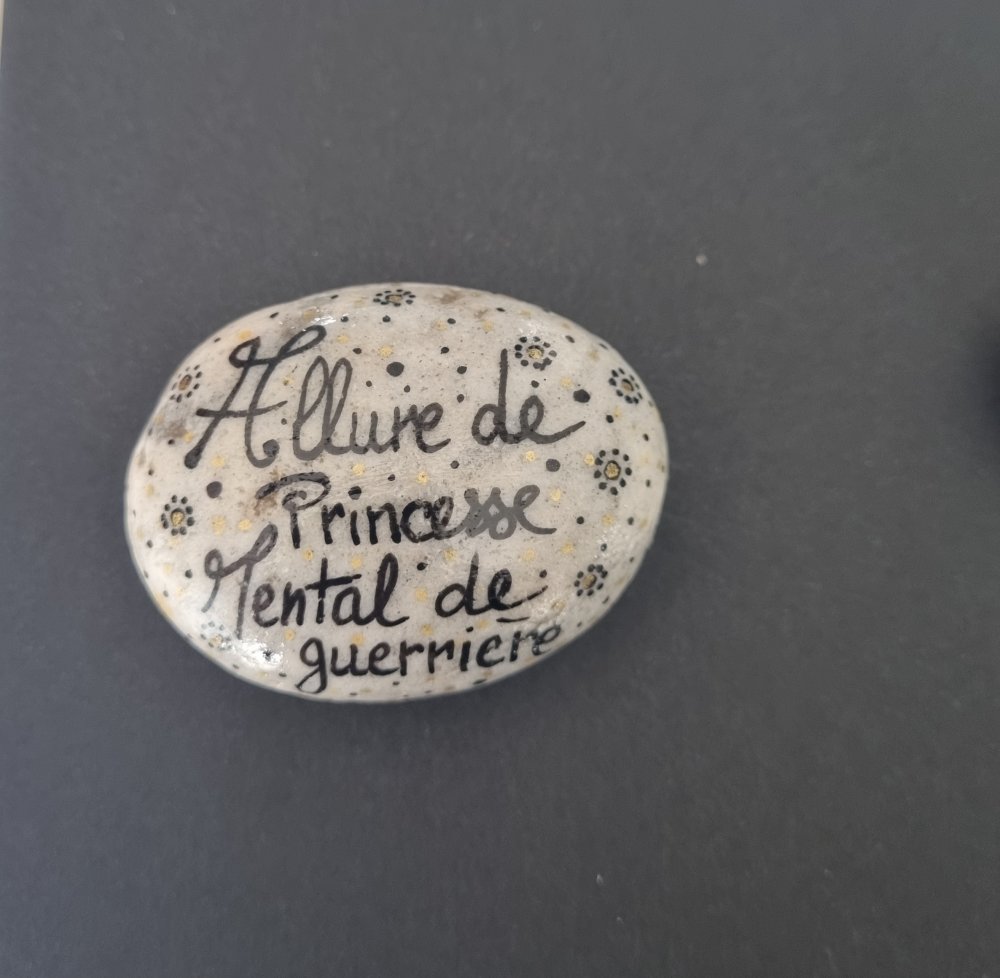 Allure de
Princesse
Mental de
guerrière